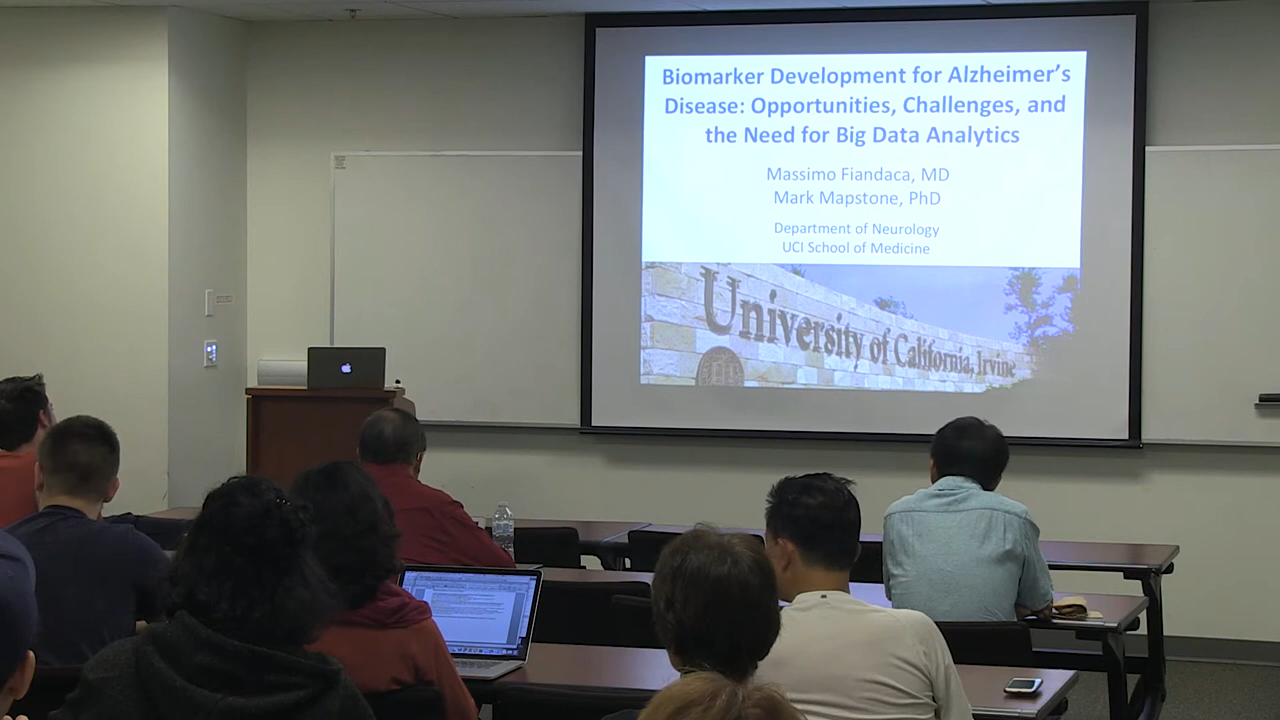 Biomarker Development for Alzheimer's
Disease: Opportunities, Challenges, and
the Need for Big Data Analytics
Massimo Fiandaca, MD
Mark Mapstone, PhD
Department of Neurology
UCI School of Medicine
University of California, Irvine